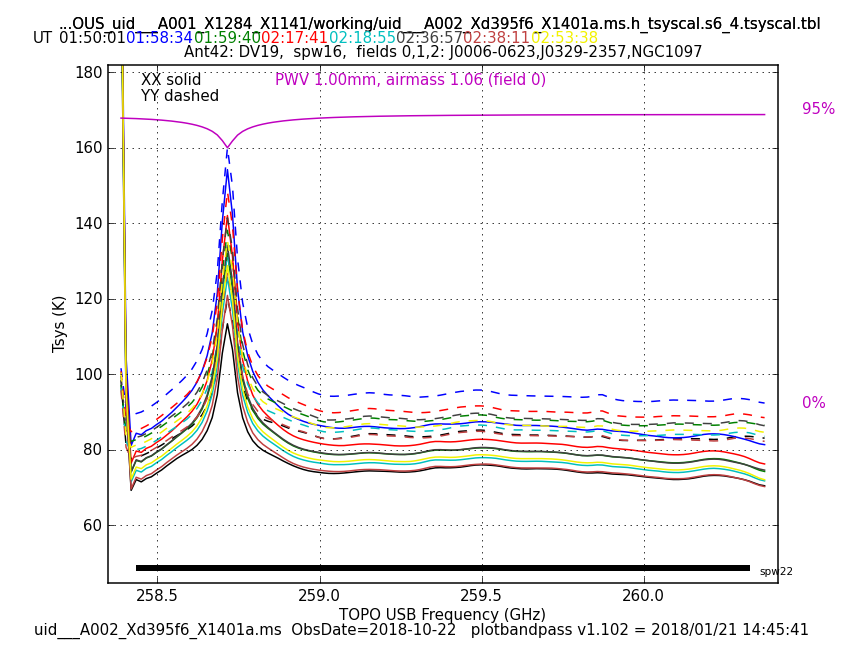 ...OUS_uid___A001_X1284_X1141/working/uid___A002_Xd395f6_X1401a.ms.h_tsyscal.s6_4.tsyscal.tbl
UT 01:50:01 01:58:34 01:59:40 02:17:41 02:18:55 02:36:57 02:38:11 02:53:38
Ant42: DV19, spw16, fields 0,1,2: J0006-0623,J0329-2357,NGC1097
XX solid
PWV 1.00mm, airmass 1.06 (field 0)
YY dashed
95%
0%
180
160
140
120
100
80
60
Tsys (K)
spw22
258.5 259.0 259.5 260.0
TOPO USB Frequency (GHz)
uid___A002_Xd395f6_X1401a.ms ObsDate=2018-10-22 plotbandpass v1.102 = 2018/01/21 14:45:41